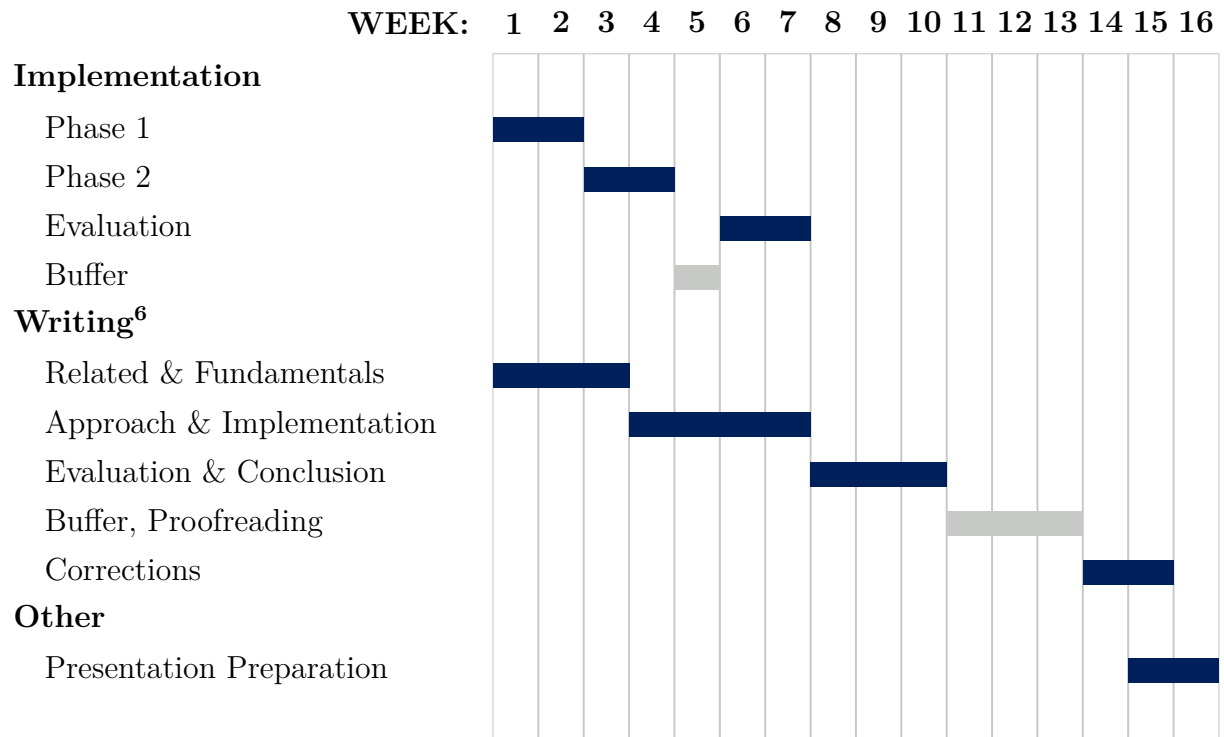 WEEK: 1 2 3 4 5 6 7 8 9 10 11 12 13 14 15 16
Implementation
Phase 1
Phase 2
Evaluation
Buffer
Writing⁶
Related & Fundamentals
Approach & Implementation
Evaluation & Conclusion
Buffer, Proofreading
Corrections
Other
Presentation Preparation